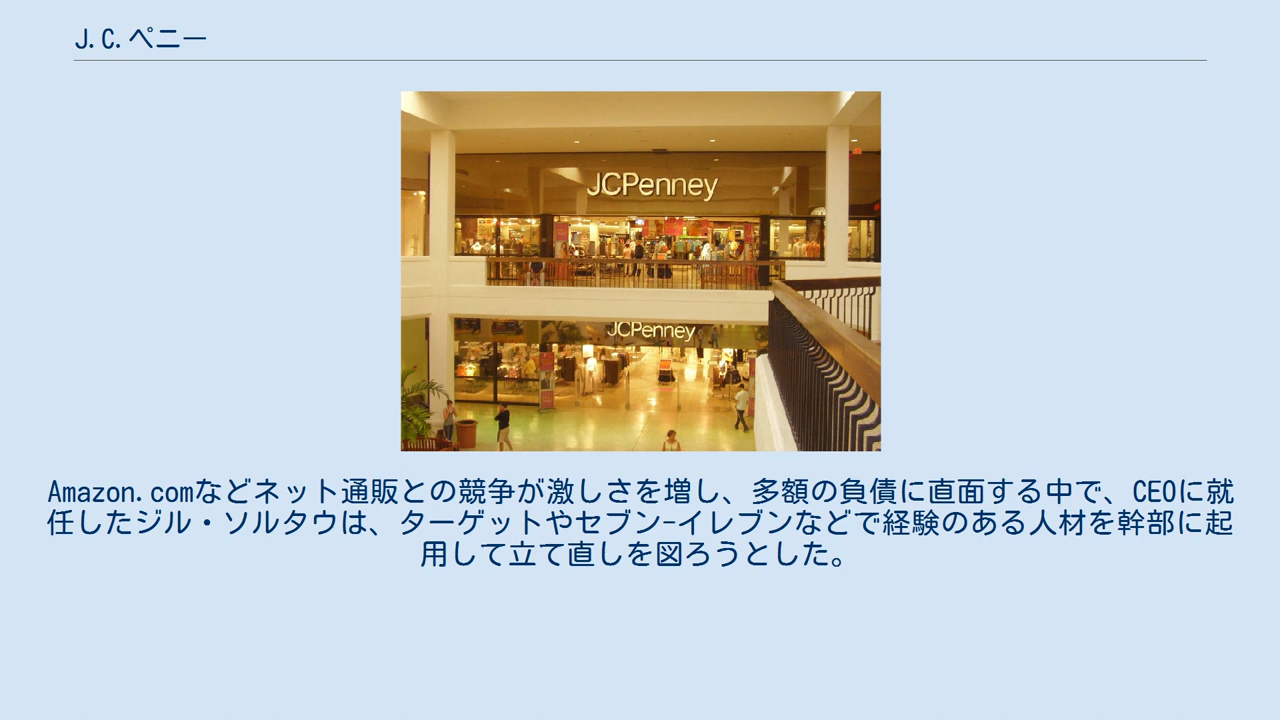 J.C.ペニー
JCPenney
JCPenney
Amazon.comなどネット通販との競争が激しさを増し、多額の負債に直面する中で、CEOに就
任したジル・ソルタウは、ターゲットやセブン-イレブンなどで経験のある人材を幹部に起
用して立て直しを図ろうとした。